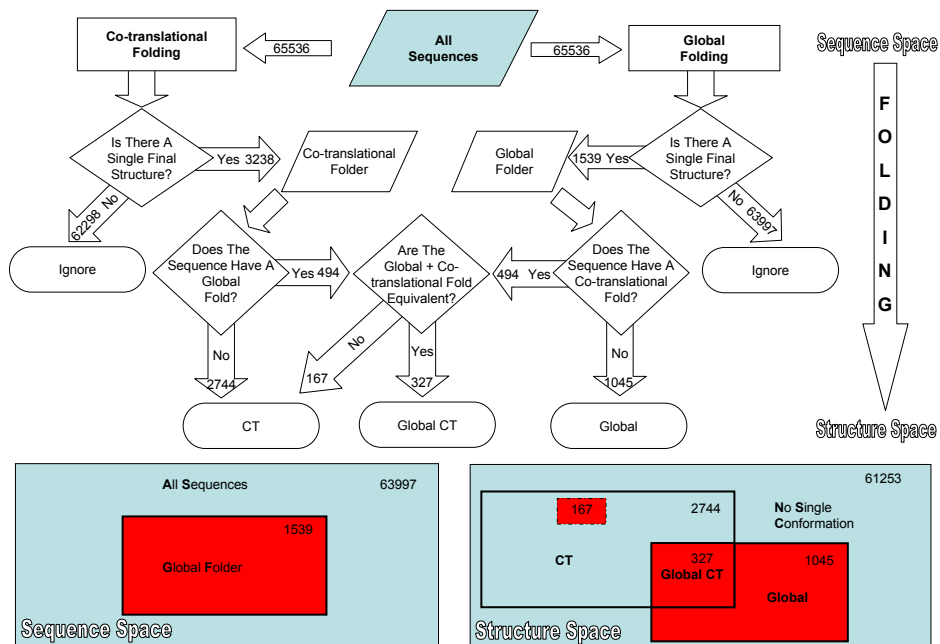 Co-translational
Folding
65536
All
Sequences
65536
Global
Folding
Sequence Space
FOLDING
Is There A
Single Final
Structure?
Yes 3238
Co-translational
Folder
Global
Folder
1539 Yes
Is There A
Single Final
Structure?
62298 No
No 63997
Ignore
Does The
Sequence Have A
Global
Fold?
Yes 494
Are The
Global + Co-
translational Fold
Equivalent?
494 Yes
Does The
Sequence Have A
Co-translational
Fold?
Ignore
No
2744
No
167
Yes
327
No
1045
CT
Global CT
Global
Structure Space
All Sequences
63997
1539
Global Folder
Sequence Space
61253
167
2744
No Single
Conformation
CT
327
Global CT
1045
Global
Structure Space